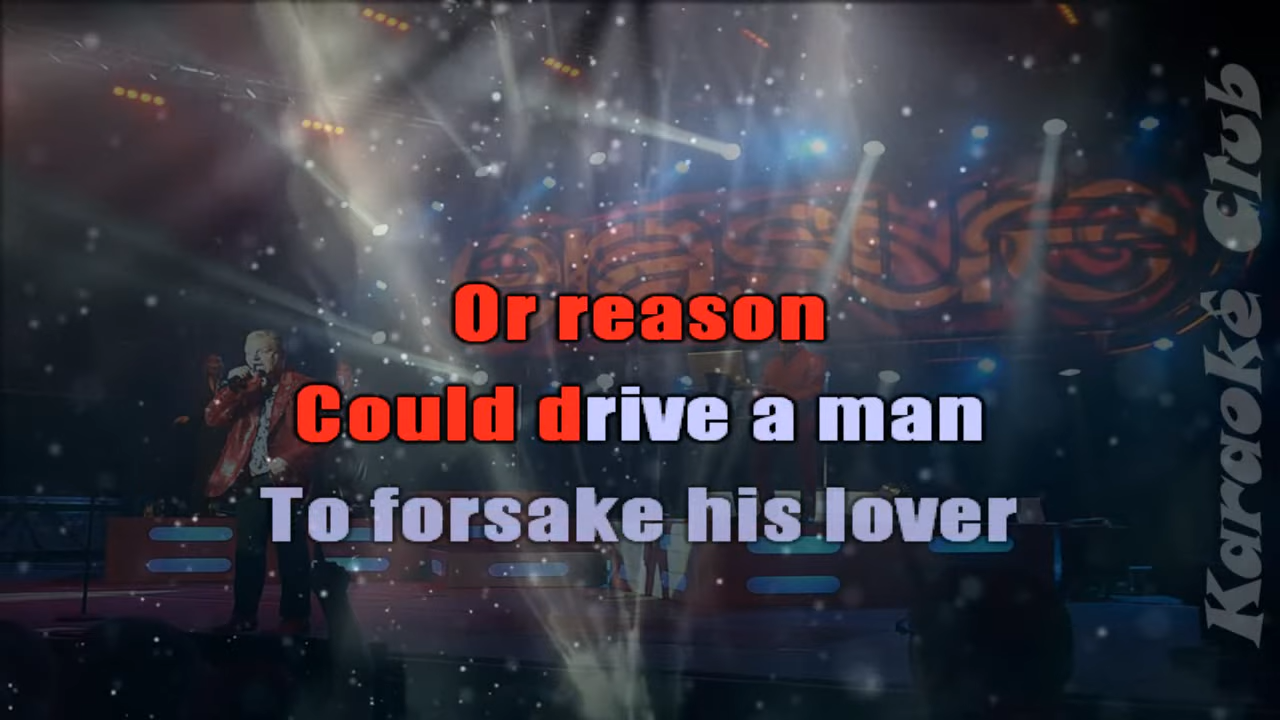 Or reason
Could drive a man
To forsake his lover
Karaoke Club